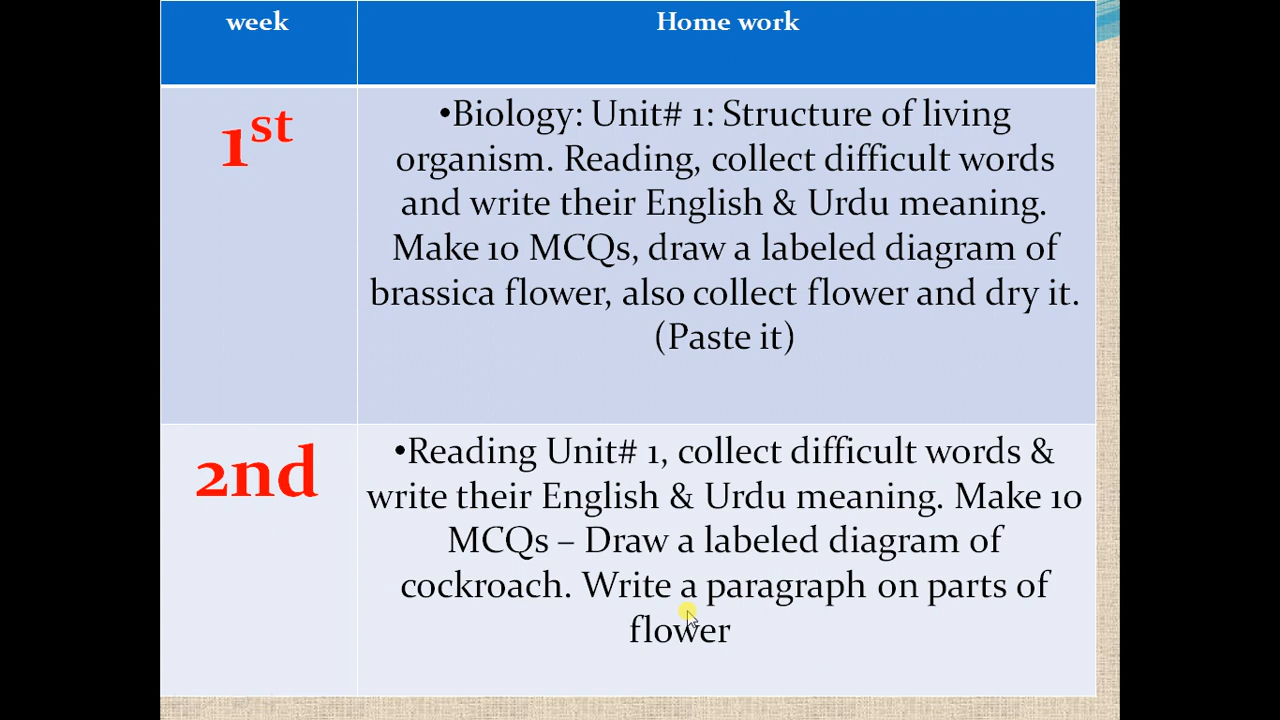 week
Home work
1st
•Biology: Unit# 1: Structure of living
organism. Reading, collect difficult words
and write their English & Urdu meaning.
Make 10 MCQs, draw a labeled diagram of
brassica flower, also collect flower and dry it.
(Paste it)
2nd
•Reading Unit# 1, collect difficult words &
write their English & Urdu meaning. Make 10
MCQs – Draw a labeled diagram of
cockroach. Write a paragraph on parts of
flower